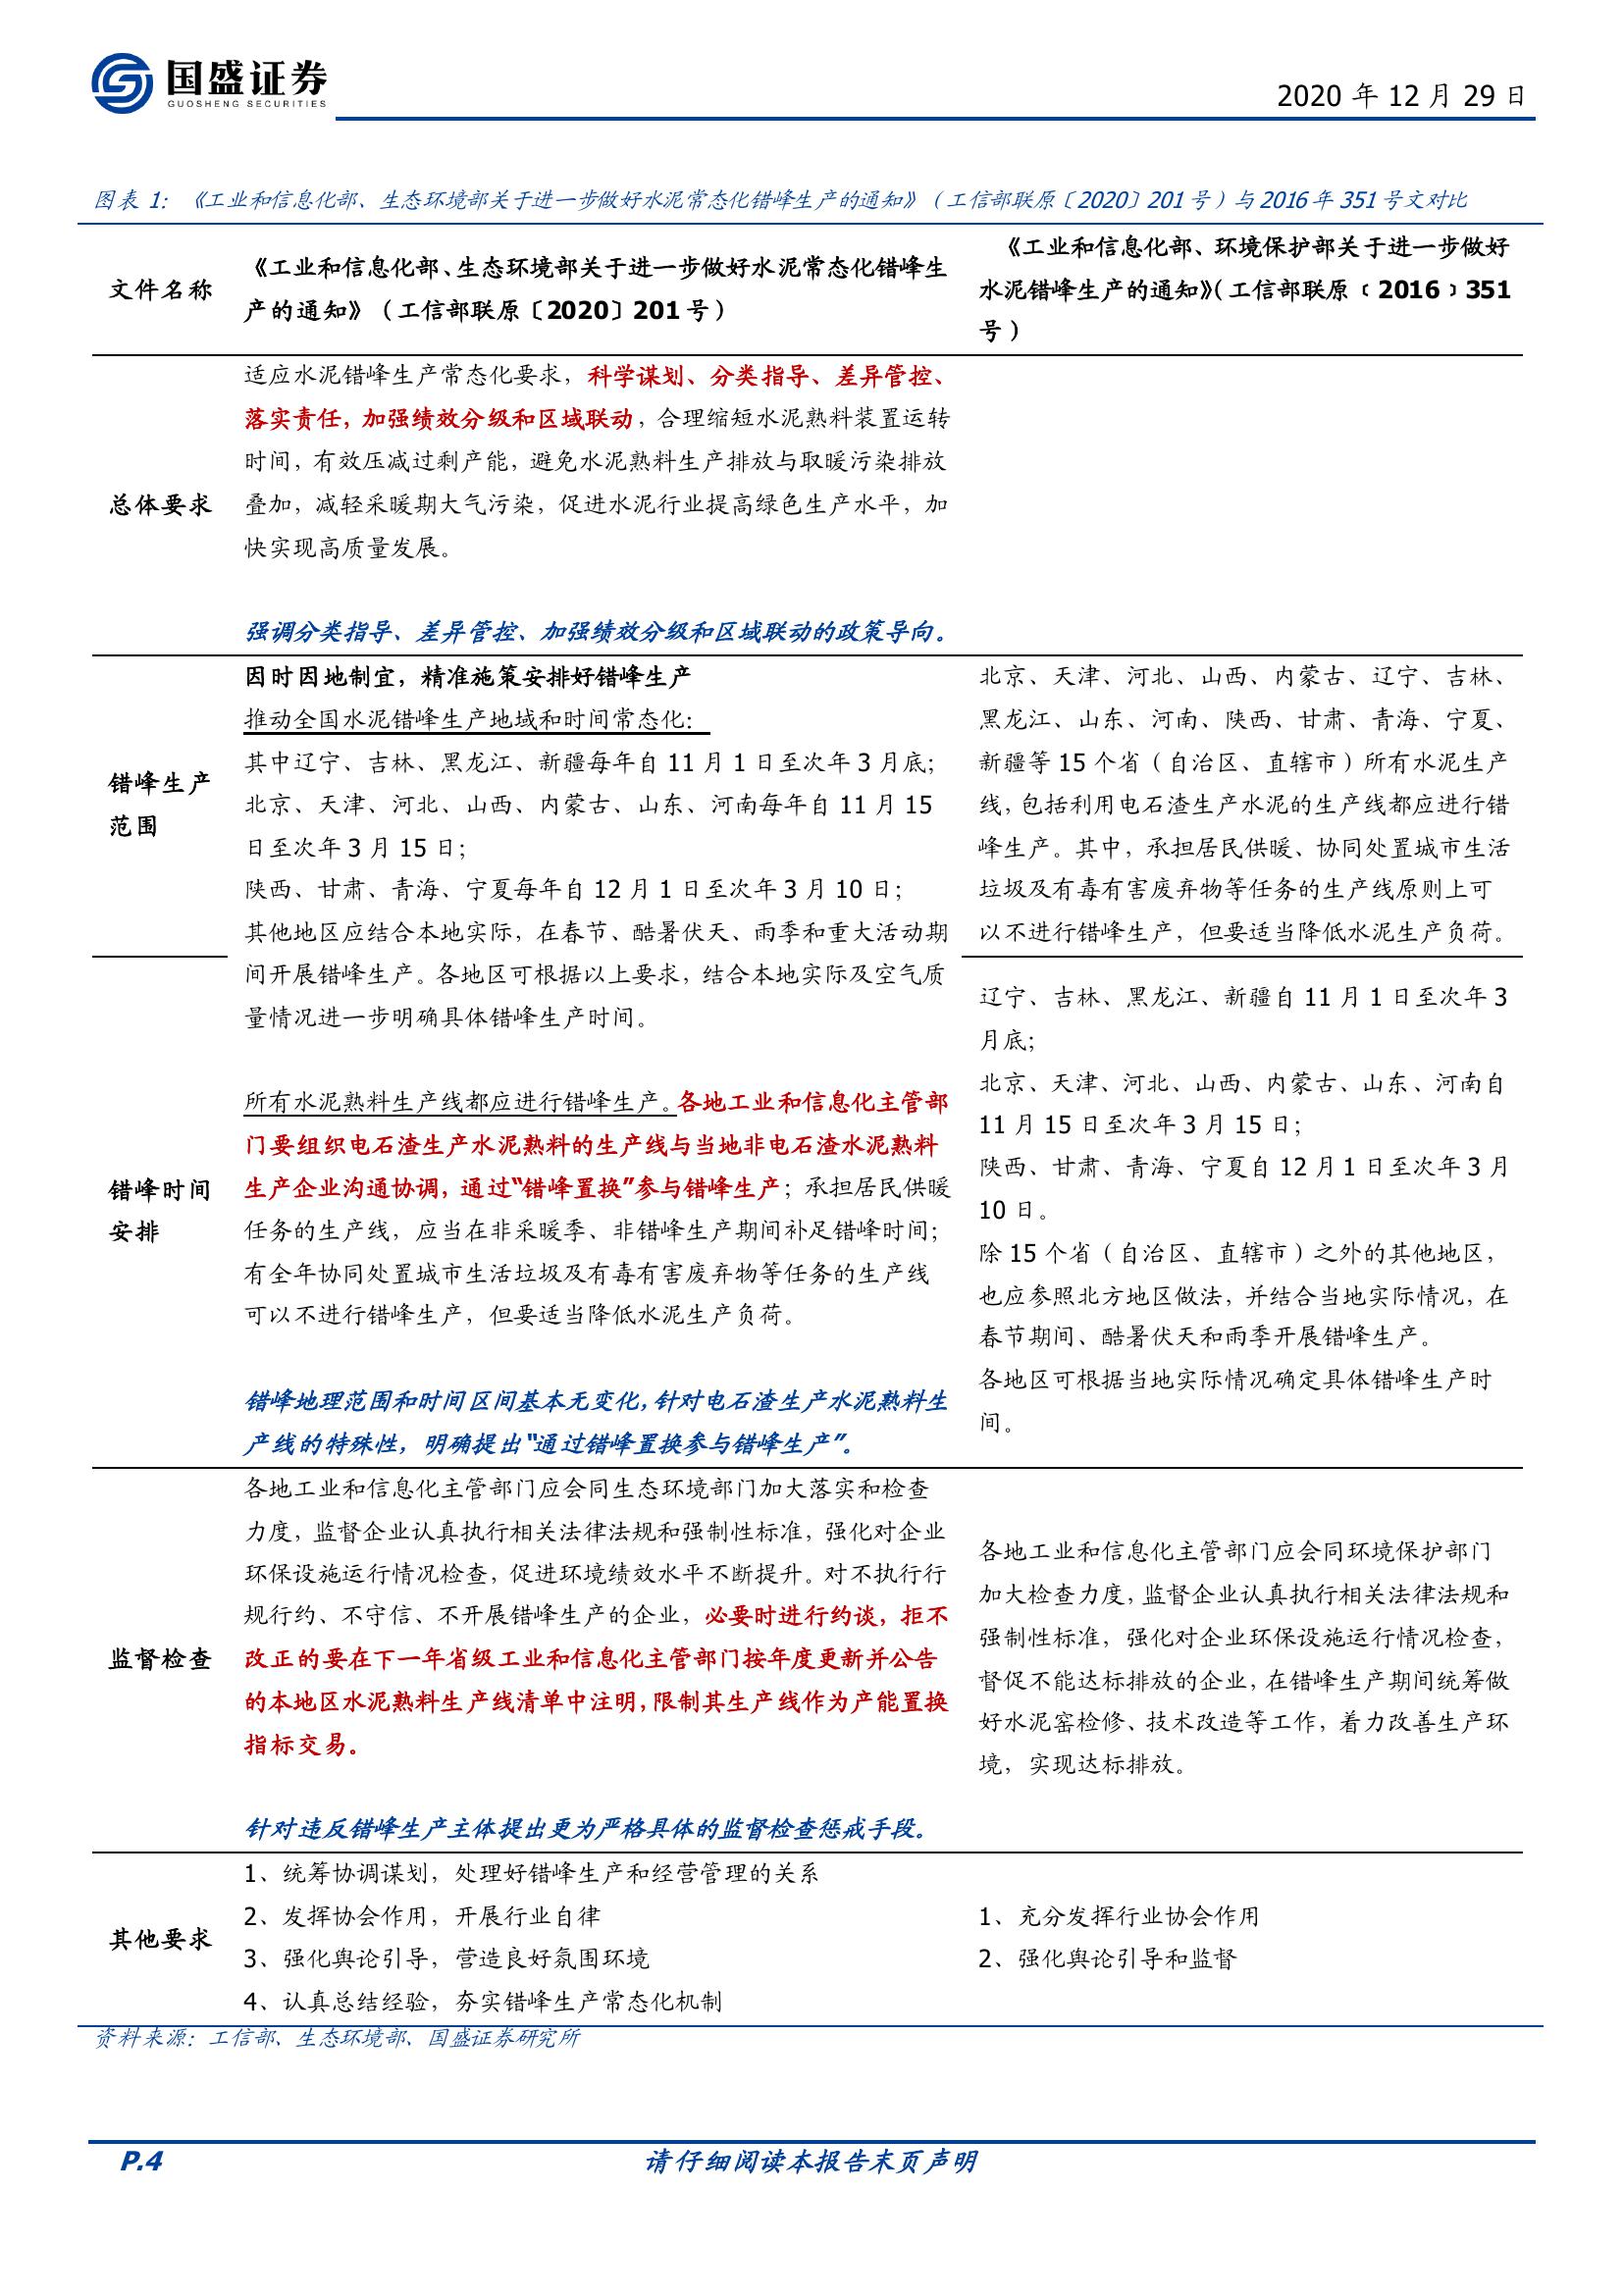 国盛证券
GUOSHENG SECURITIES
2020 年 12 月 29 日
图表 1：《工业和信息化部、生态环境部关于进一步做好水泥常态化错峰生产的通知》（工信部联原〔2020〕201 号）与 2016 年 351 号文对比
文件名称
《工业和信息化部、生态环境部关于进一步做好水泥常态化错峰生
产的通知》（工信部联原〔2020〕201 号）
《工业和信息化部、环境保护部关于进一步做好
水泥错峰生产的通知》（工信部联原﹝2016﹞351
号）
总体要求
适应水泥错峰生产常态化要求，科学谋划、分类指导、差异管控、
落实责任，加强绩效分级和区域联动，合理缩短水泥熟料装置运转
时间，有效压减过剩产能，避免水泥熟料生产排放与取暖污染排放
叠加，减轻采暖期大气污染，促进水泥行业提高绿色生产水平，加
快实现高质量发展。
强调分类指导、差异管控、加强绩效分级和区域联动的政策导向。
错峰生产
范围
因时因地制宜，精准施策安排好错峰生产
推动全国水泥错峰生产地域和时间常态化：
其中辽宁、吉林、黑龙江、新疆每年自 11 月 1 日至次年 3 月底；
北京、天津、河北、山西、内蒙古、山东、河南每年自 11 月 15
日至次年 3 月 15 日；
陕西、甘肃、青海、宁夏每年自 12 月 1 日至次年 3 月 10 日；
其他地区应结合本地实际，在春节、酷暑伏天、雨季和重大活动期
间开展错峰生产。各地区可根据以上要求，结合本地实际及空气质
量情况进一步明确具体错峰生产时间。
北京、天津、河北、山西、内蒙古、辽宁、吉林、
黑龙江、山东、河南、陕西、甘肃、青海、宁夏、
新疆等 15 个省（自治区、直辖市）所有水泥生产
线，包括利用电石渣生产水泥的生产线都应进行错
峰生产。其中，承担居民供暖、协同处置城市生活
垃圾及有毒有害废弃物等任务的生产线原则上可
以不进行错峰生产，但要适当降低水泥生产负荷。
错峰时间
安排
所有水泥熟料生产线都应进行错峰生产。各地工业和信息化主管部
门要组织电石渣生产水泥熟料的生产线与当地非电石渣水泥熟料
生产企业沟通协调，通过“错峰置换”参与错峰生产；承担居民供暖
任务的生产线，应当在非采暖季、非错峰生产期间补足错峰时间；
有全年协同处置城市生活垃圾及有毒有害废弃物等任务的生产线
可以不进行错峰生产，但要适当降低水泥生产负荷。
错峰地理范围和时间区间基本无变化，针对电石渣生产水泥熟料生
产线的特殊性，明确提出“通过错峰置换参与错峰生产”。
辽宁、吉林、黑龙江、新疆自 11 月 1 日至次年 3
月底；
北京、天津、河北、山西、内蒙古、山东、河南自
11 月 15 日至次年 3 月 15 日；
陕西、甘肃、青海、宁夏自 12 月 1 日至次年 3 月
10 日。
除 15 个省（自治区、直辖市）之外的其他地区，
也应参照北方地区做法，并结合当地实际情况，在
春节期间、酷暑伏天和雨季开展错峰生产。
各地区可根据当地实际情况确定具体错峰生产时
间。
监督检查
各地工业和信息化主管部门应会同生态环境部门加大落实和检查
力度，监督企业认真执行相关法律法规和强制性标准，强化对企业
环保设施运行情况检查，促进环境绩效水平不断提升。对不执行行
规行约、不守信、不开展错峰生产的企业，必要时进行约谈，拒不
改正的要在下一年省级工业和信息化主管部门按年度更新并公告
的本地区水泥熟料生产线清单中注明，限制其生产线作为产能置换
指标交易。
针对违反错峰生产主体提出更为严格具体的监督检查惩戒手段。
各地工业和信息化主管部门应会同环境保护部门
加大检查力度，监督企业认真执行相关法律法规和
强制性标准，强化对企业环保设施运行情况检查，
督促不能达标排放的企业，在错峰生产期间统筹做
好水泥窑检修、技术改造等工作，着力改善生产环
境，实现达标排放。
其他要求
1、统筹协调谋划，处理好错峰生产和经营管理的关系
2、发挥协会作用，开展行业自律
3、强化舆论引导，营造良好氛围环境
4、认真总结经验，夯实错峰生产常态化机制
1、充分发挥行业协会作用
2、强化舆论引导和监督
资料来源：工信部、生态环境部、国盛证券研究所
P.4
请仔细阅读本报告末页声明